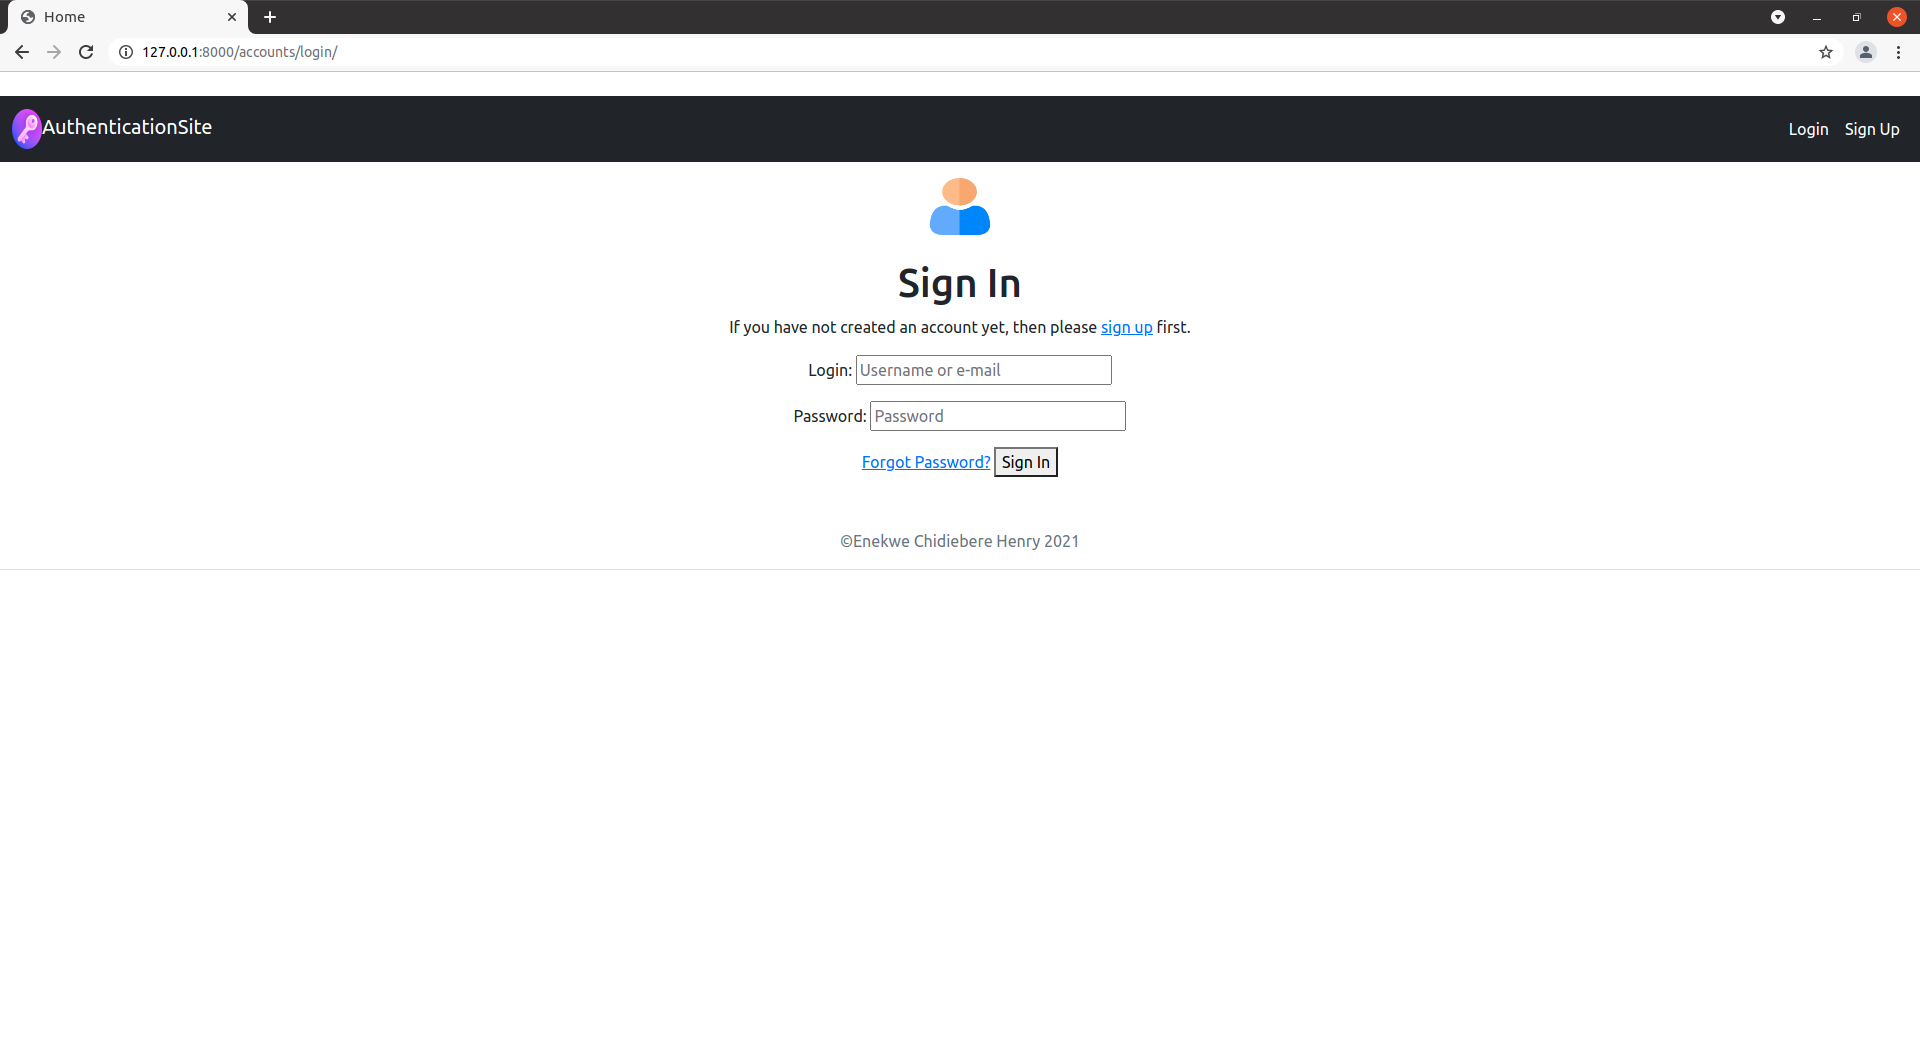 Home
127.0.0.1:8000/accounts/login/
AuthenticationSite
Login Sign Up
Sign In
If you have not created an account yet, then please sign up first.
Login: Username or e-mail
Password: Password
Forgot Password? Sign In
©Enekwe Chidiebere Henry 2021